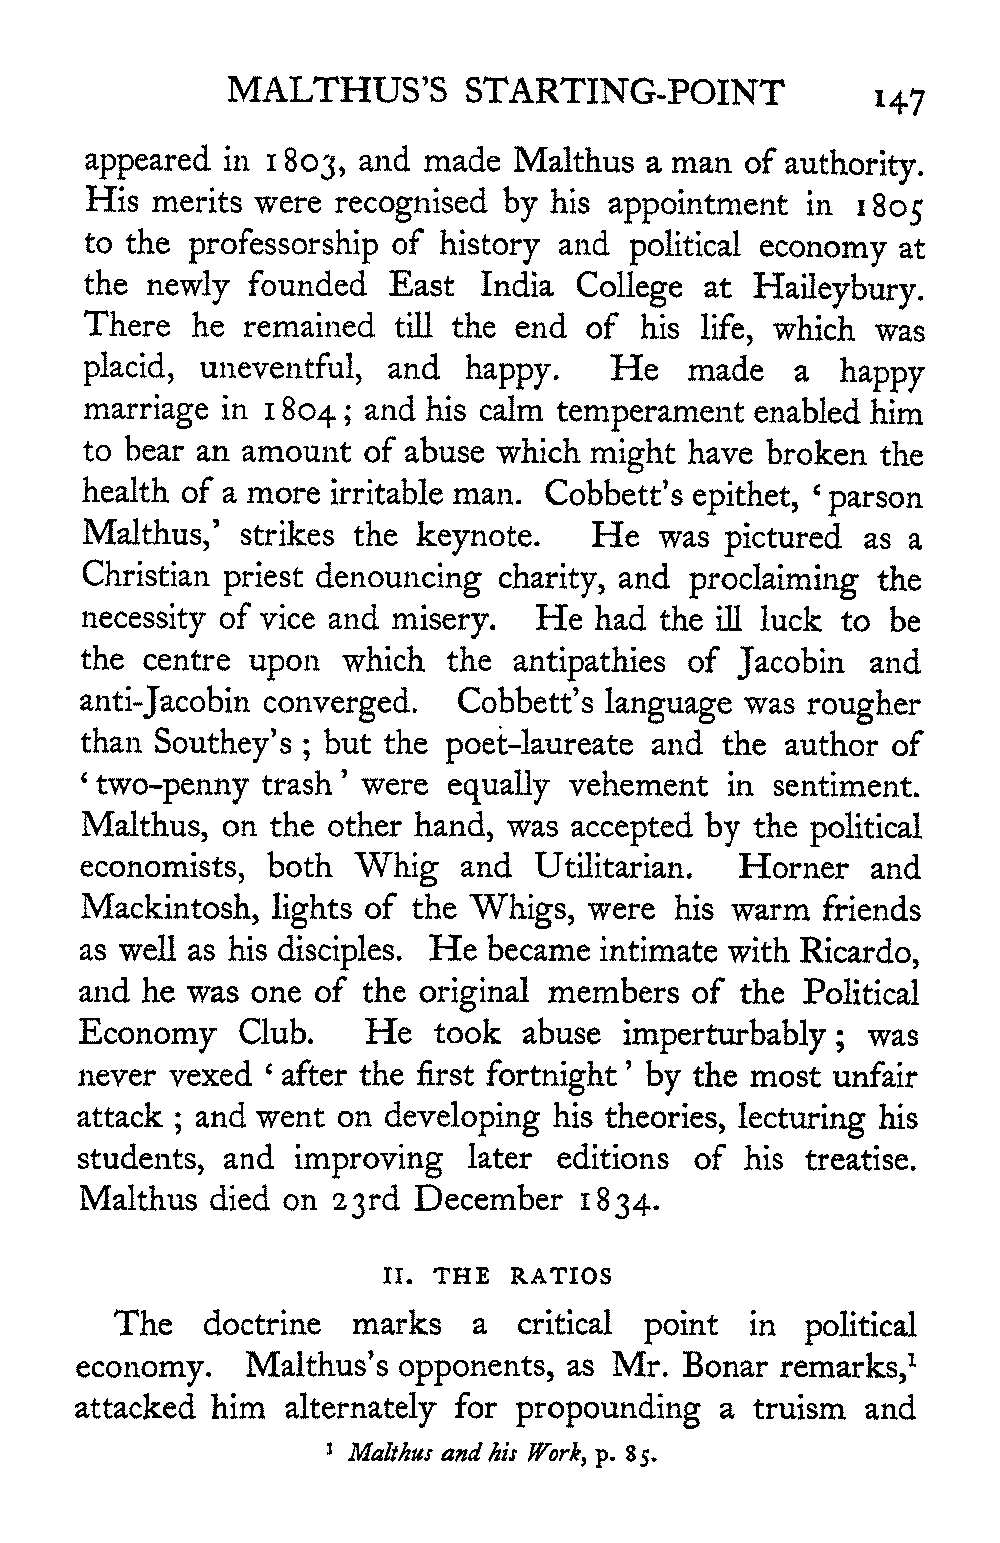 MALTHUS'S STARTING-POINT 147
appeared in 1803, and made Malthus a man of authority.
His merits were recognised by his appointment in 1805
to the professorship of history and political economy at
the newly founded East India College at Haileybury.
There he remained till the end of his life, which was
placid, uneventful, and happy. He made a happy
marriage in 1804; and his calm temperament enabled him
to bear an amount of abuse which might have broken the
health of a more irritable man. Cobbett's epithet, 'parson
Malthus,' strikes the keynote. He was pictured as a
Christian priest denouncing charity, and proclaiming the
necessity of vice and misery. He had the ill luck to be
the centre upon which the antipathies of Jacobin and
anti-Jacobin converged. Cobbett's language was rougher
than Southey's; but the poet-laureate and the author of
'two-penny trash' were equally vehement in sentiment.
Malthus, on the other hand, was accepted by the political
economists, both Whig and Utilitarian. Horner and
Mackintosh, lights of the Whigs, were his warm friends
as well as his disciples. He became intimate with Ricardo,
and he was one of the original members of the Political
Economy Club. He took abuse imperturbably; was
never vexed 'after the first fortnight' by the most unfair
attack; and went on developing his theories, lecturing his
students, and improving later editions of his treatise.
Malthus died on 23rd December 1834.
II. THE RATIOS
The doctrine marks a critical point in political
economy. Malthus's opponents, as Mr. Bonar remarks,¹
attacked him alternately for propounding a truism and
¹ Malthus and his Work, p. 85.